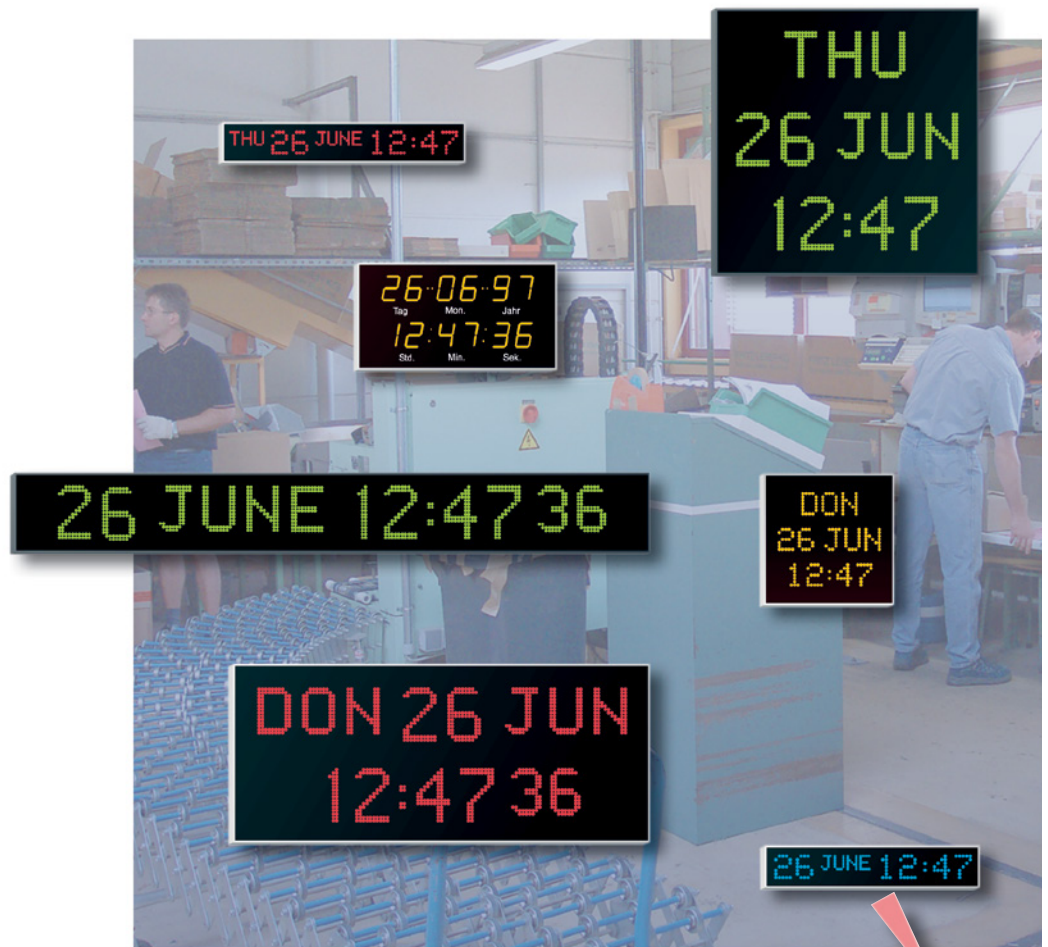 THU
26 JUN
12:47
THU 26 JUNE 12:47
26·06·97
Tag Mon. Jahr
12:47:36
Std. Min. Sek.
26 JUNE 12:47 36
DON
26 JUN
12:47
DON 26 JUN
12:47 36
26 JUNE 12:47